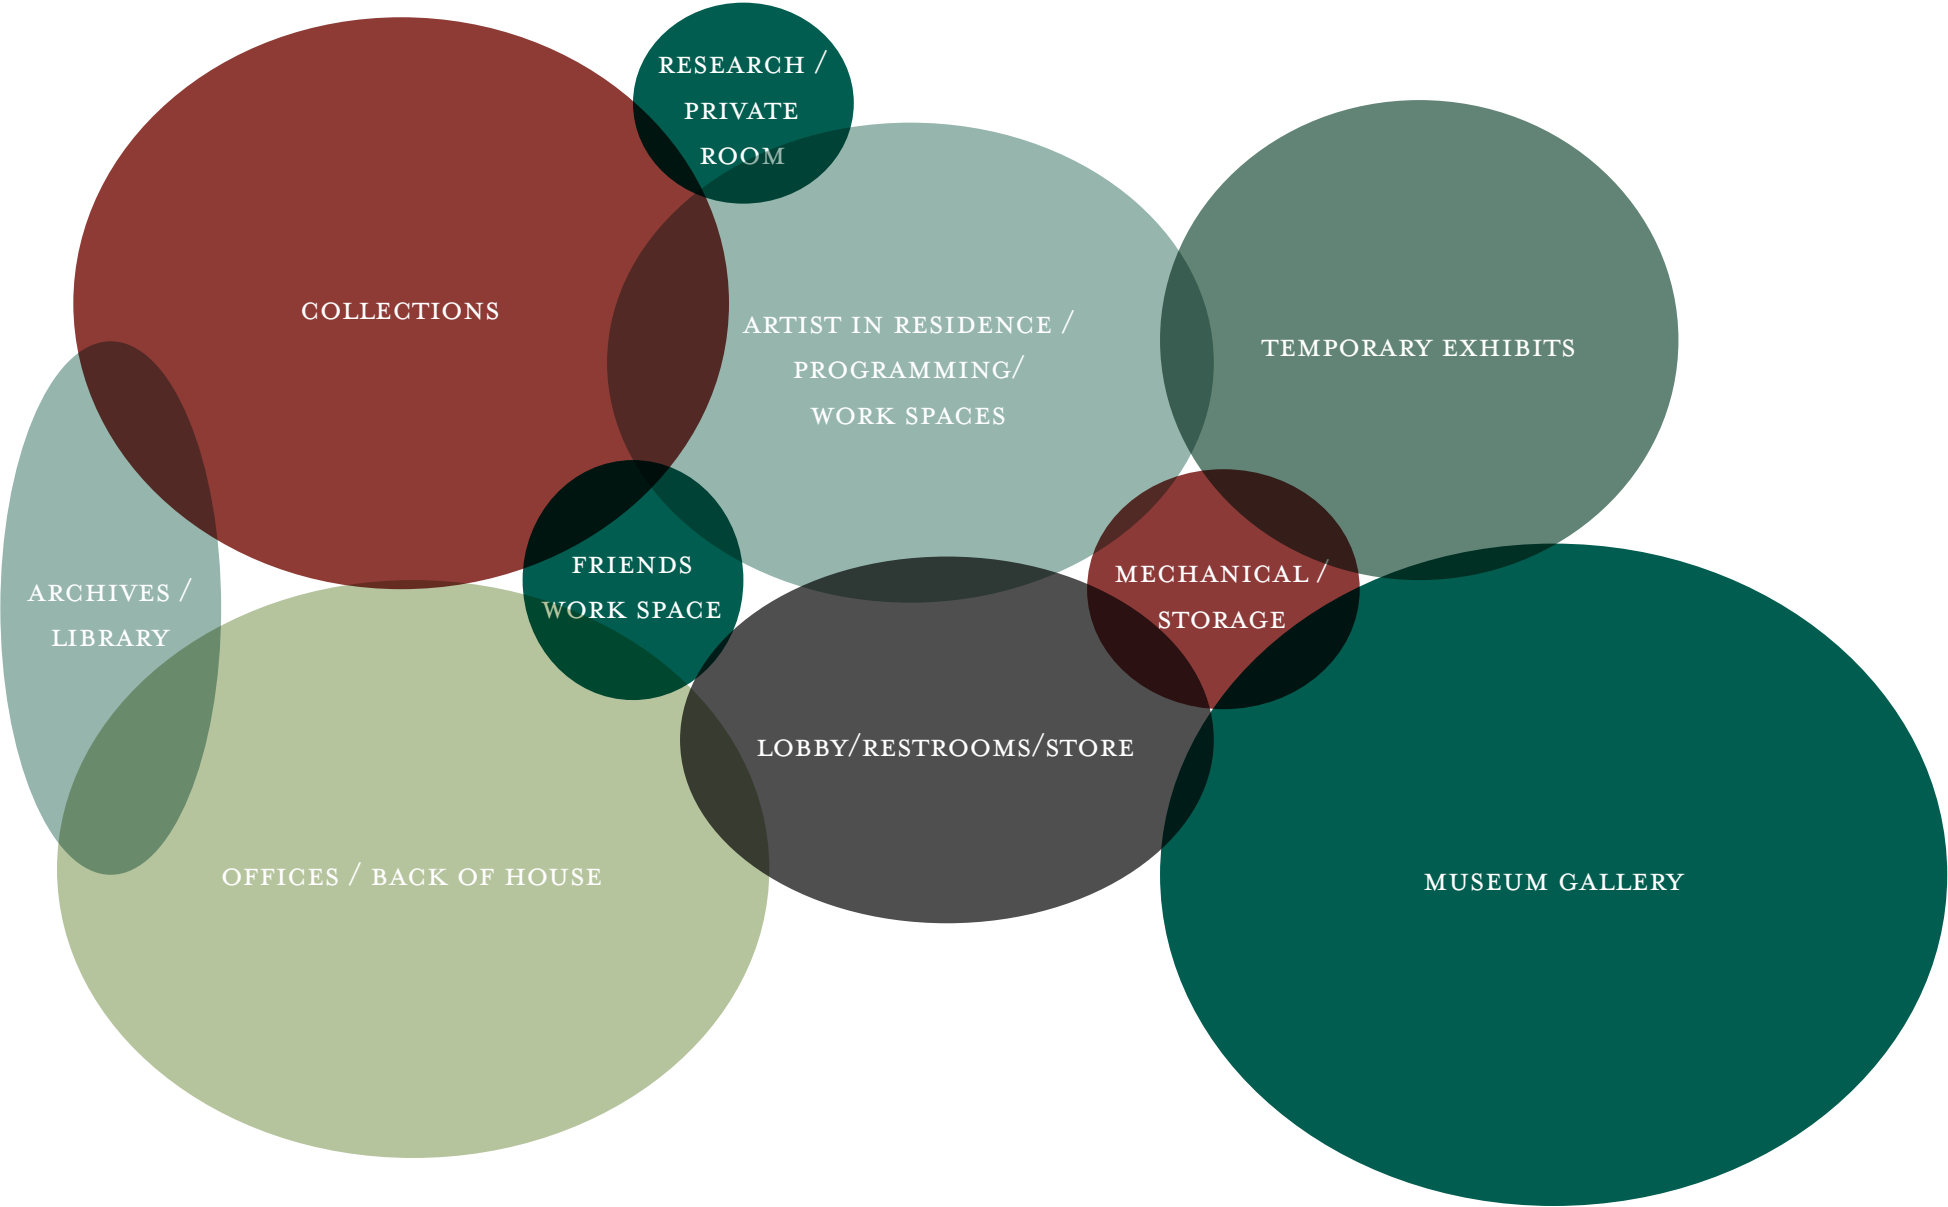 RESEARCH /
PRIVATE
ROOM
COLLECTIONS
ARTIST IN RESIDENCE /
PROGRAMMING/
WORK SPACES
TEMPORARY EXHIBITS
ARCHIVES /
LIBRARY
FRIENDS
WORK SPACE
MECHANICAL /
STORAGE
LOBBY/RESTROOMS/STORE
OFFICES / BACK OF HOUSE
MUSEUM GALLERY